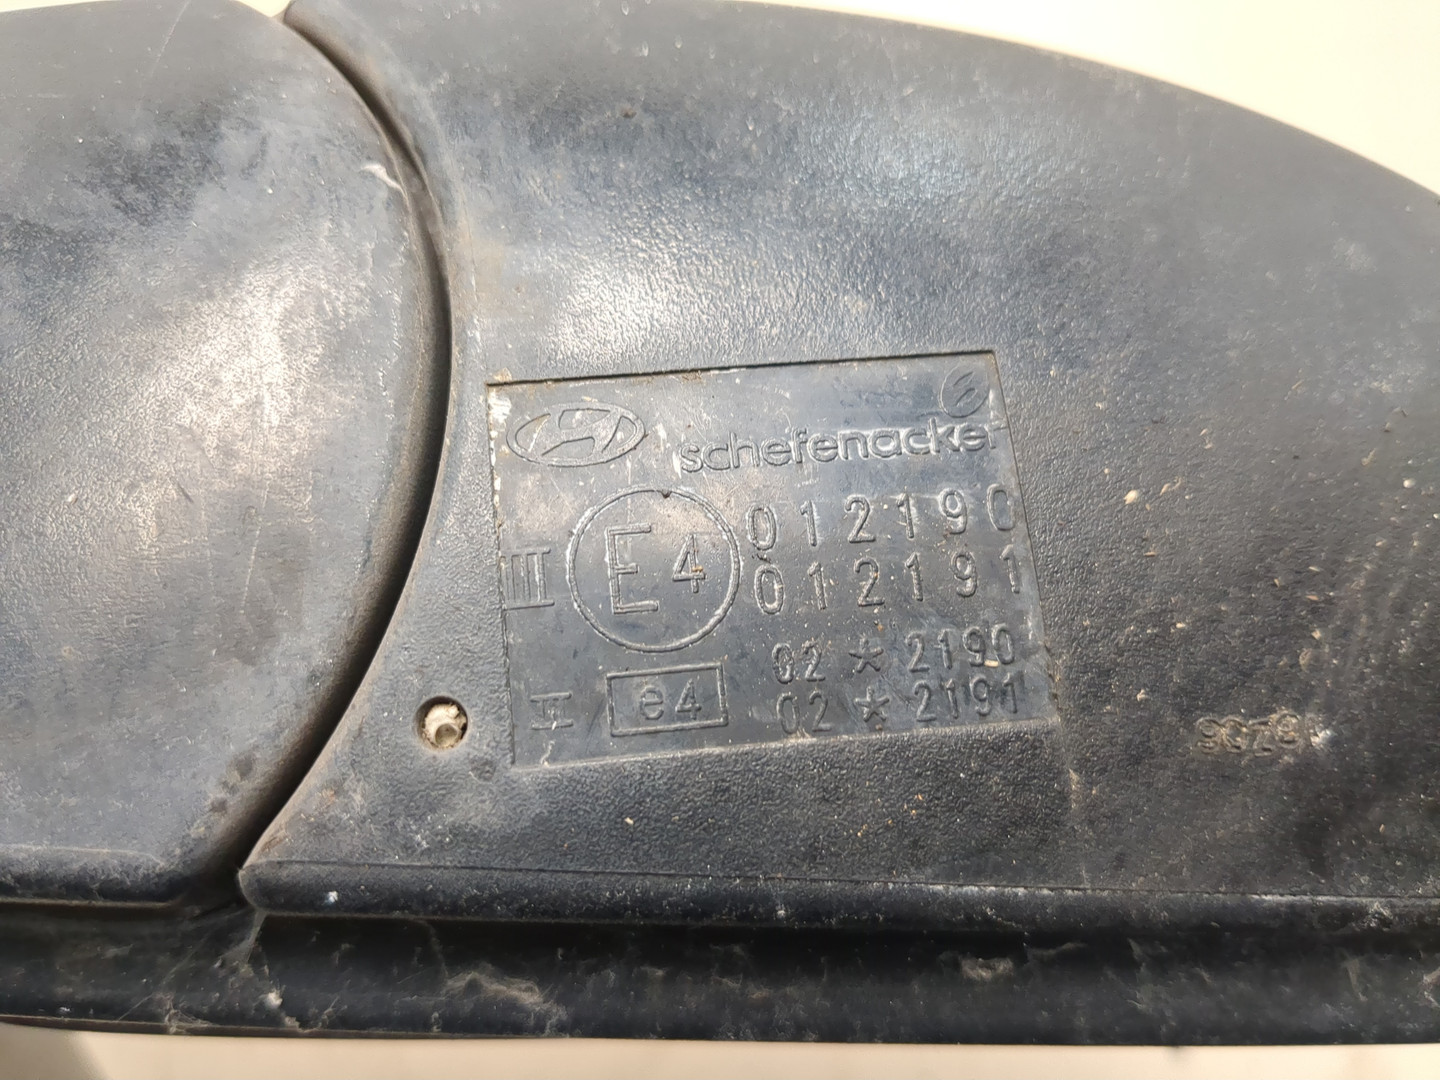 schefenacker
III E4 012190
012191
02 * 2190
II e4 02 * 2191